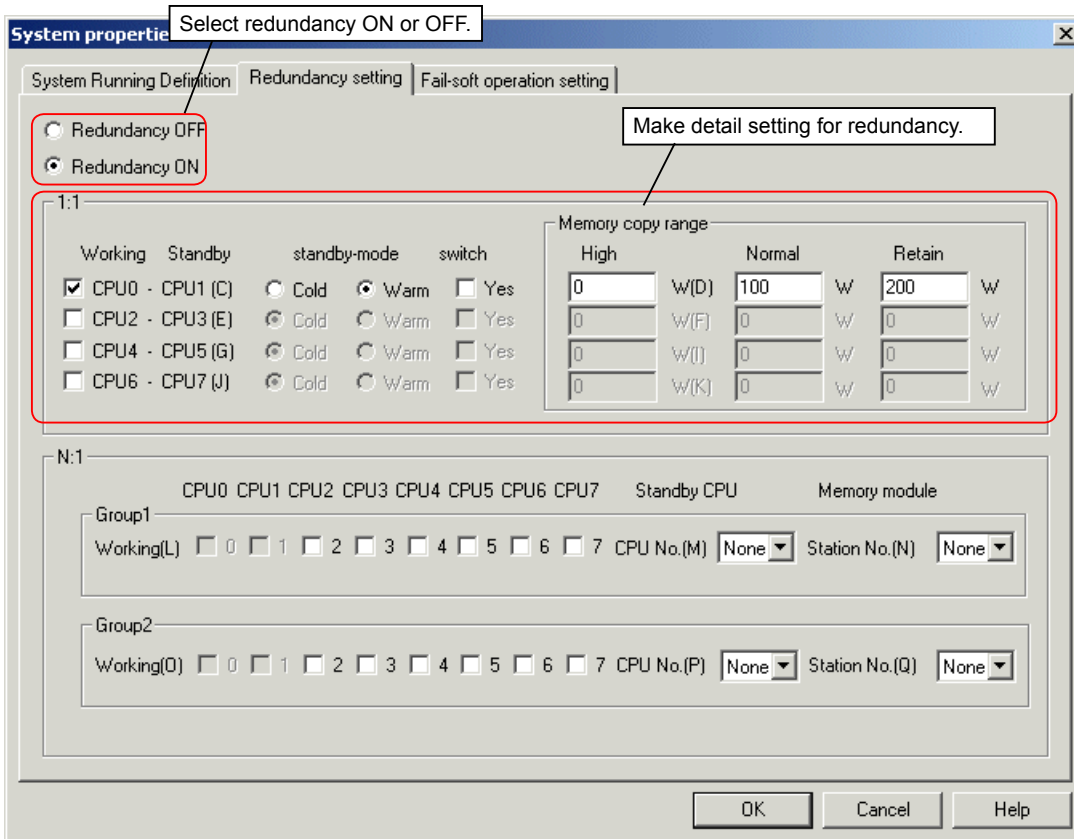 Select redundancy ON or OFF.
System propertie
System Running Definition Redundancy setting Fail-soft operation setting
Redundancy OFF
Make detail setting for redundancy.
Redundancy ON
1:1
Memory copy range
Working Standby standby-mode switch High Normal Retain
CPU0 - CPU1 (C) Cold Warm Yes 0 W(D) 100 W 200 W
CPU2 - CPU3 (E) Cold Warm Yes 0 W(F) 0 W 0 W
CPU4 - CPU5 (G) Cold Warm Yes 0 W(I) 0 W 0 W
CPU6 - CPU7 (J) Cold Warm Yes 0 W(K) 0 W 0 W
N:1
CPU0 CPU1 CPU2 CPU3 CPU4 CPU5 CPU6 CPU7 Standby CPU Memory module
Group1
Working(L) 0 1 2 3 4 5 6 7 CPU No.(M) None Station No.(N) None
Group2
Working(O) 0 1 2 3 4 5 6 7 CPU No.(P) None Station No.(Q) None
OK Cancel Help